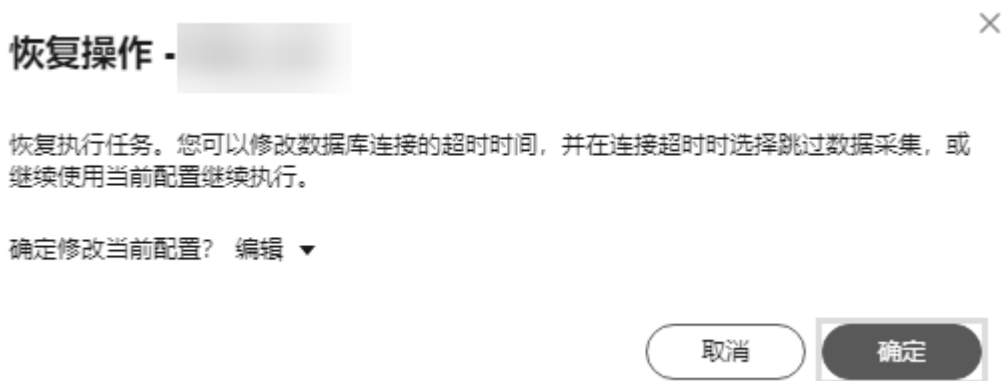 恢复操作 -
恢复执行任务。您可以修改数据库连接的超时时间，并在连接超时时选择跳过数据采集，或
继续使用当前配置继续执行。
确定修改当前配置？ 编辑
取消 确定